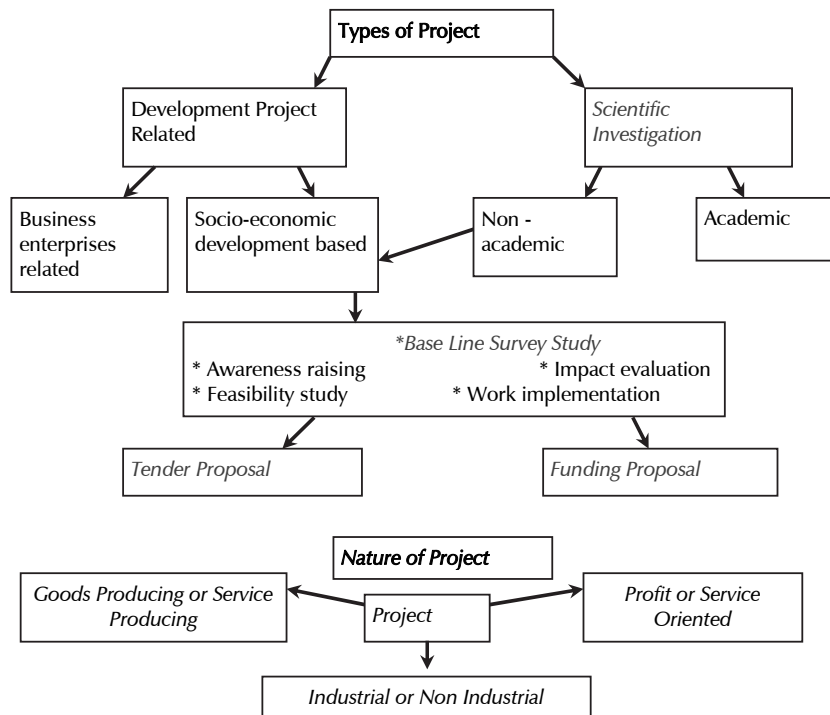 Types of Project
Development Project
Related
Scientific
Investigation
Business
enterprises
related
Socio-economic
development based
Non -
academic
Academic
*Base Line Survey Study
* Awareness raising * Impact evaluation
* Feasibility study * Work implementation
Tender Proposal
Funding Proposal
Nature of Project
Goods Producing or Service
Producing
Project
Profit or Service
Oriented
Industrial or Non Industrial